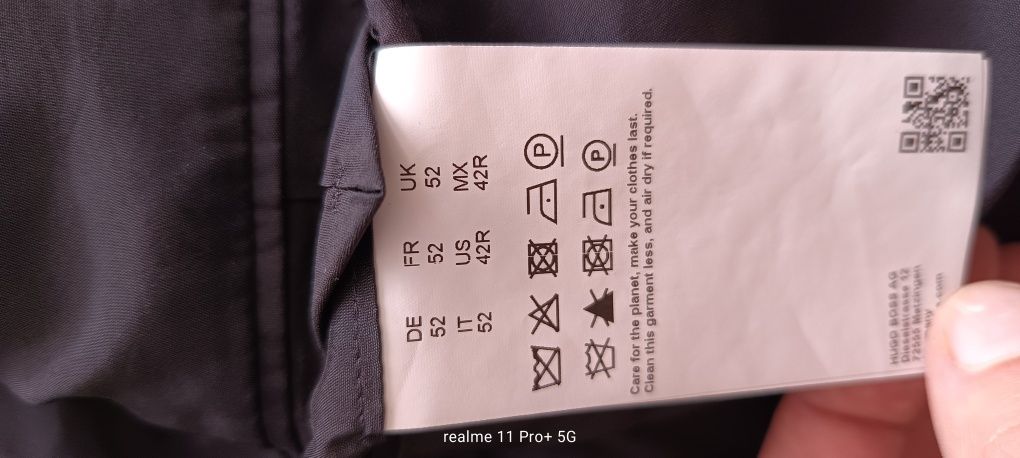 DE FR UK
52 52 52
IT US MX
52 42R 42R
P
P
Care for the planet, make your clothes last.
Clean this garment less, and air dry if required.
HUGO BOSS AG
Dieselstrasse 12
72555 Metzingen
.com
realme 11 Pro+ 5G